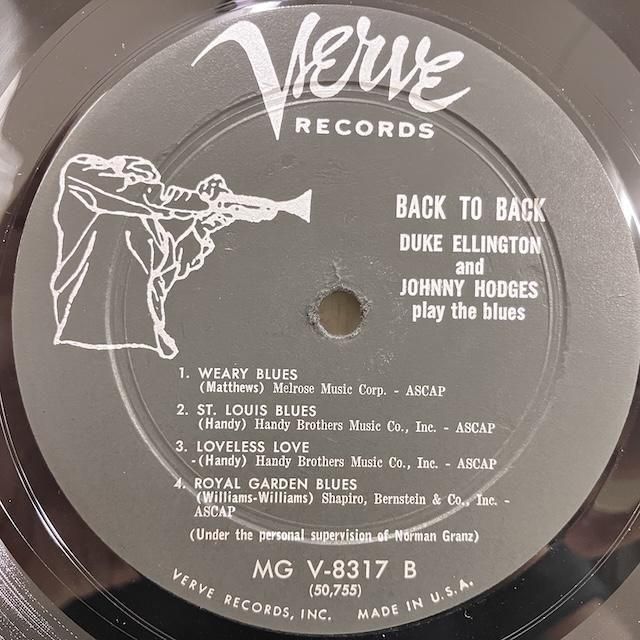 Verve
RECORDS
BACK TO BACK
DUKE ELLINGTON
and
JOHNNY HODGES
play the blues
1. WEARY BLUES
(Matthews) Melrose Music Corp. - ASCAP
2. ST. LOUIS BLUES
(Handy) Handy Brothers Music Co., Inc. - ASCAP
3. LOVELESS LOVE
-(Handy) Handy Brothers Music Co., Inc. - ASCAP
4. ROYAL GARDEN BLUES
(Williams-Williams) Shapiro, Bernstein & Co., Inc. -
ASCAP
(Under the personal supervision of Norman Granz)
MG V-8317 B
(50,755)
VERVE RECORDS, INC. MADE IN U.S.A.